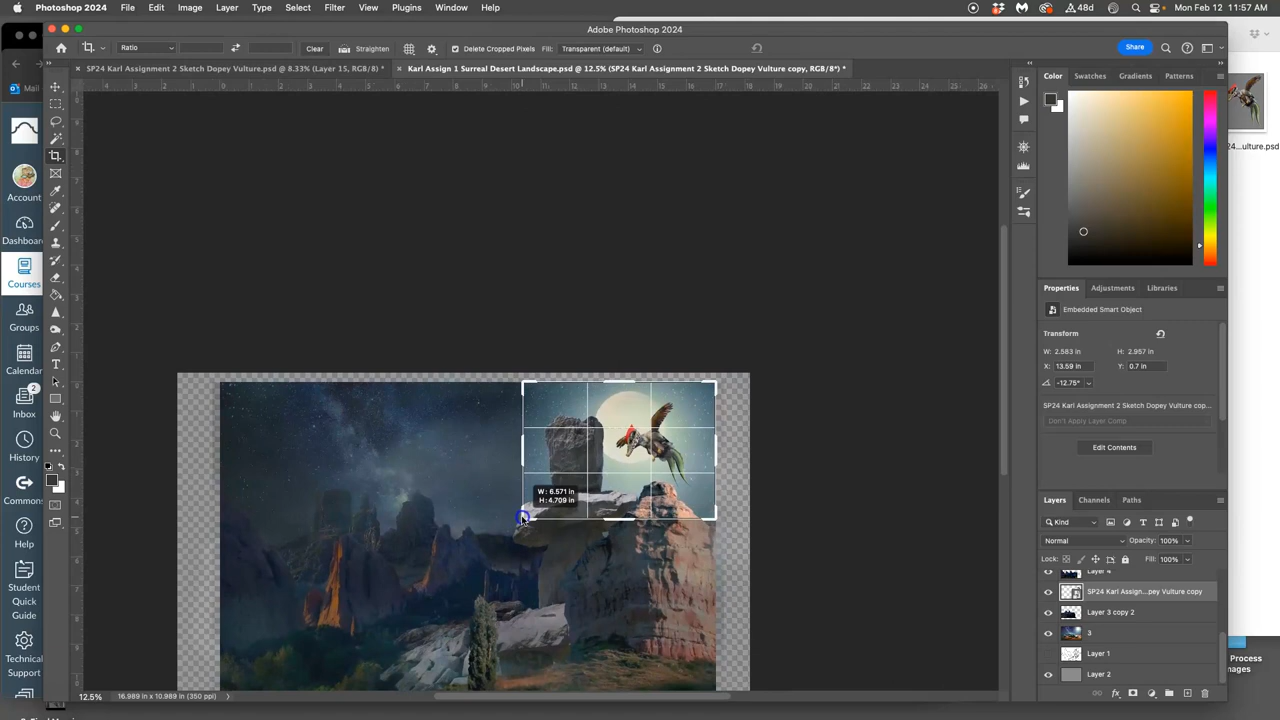 Photoshop 2024 File Edit Image Layer Type Select Filter View Plugins Window Help 48d Mon Feb 12 11:57 AM
Adobe Photoshop 2024
Ratio Clear Straighten Delete Cropped Pixels Fill: Transparent (default) Share
SP24 Karl Assignment 2 Sketch Dopey Vulture.psd @ 8.33% (Layer 15, RGB/8) *
Karl Assign 1 Surreal Desert Landscape.psd @ 12.5% (SP24 Karl Assignment 2 Sketch Dopey Vulture copy, RGB/8*) *
Mail
Account
Dashboar
Courses
Groups
Calendar
2
Inbox
History
Commons
Help
Student
Quick
Guide
Technical
Support
W: 6.571 in
H: 4.709 in
12.5% 16.989 in x 10.989 in (350 ppi)
Color Swatches Gradients Patterns
Properties Adjustments Libraries
Embedded Smart Object
Transform
W: 2.583 in H: 2.957 in
X: 13.59 in Y: 0.7 in
-12.75°
SP24 Karl Assignment 2 Sketch Dopey Vulture cop...
Don't Apply Layer Comp
Edit Contents
Layers Channels Paths
Kind
Normal Opacity: 100%
Lock: Fill: 100%
Layer 4
SP24 Karl Assign...pey Vulture copy
Layer 3 copy 2
3
Layer 1
Layer 2
24...ulture.psd
Process